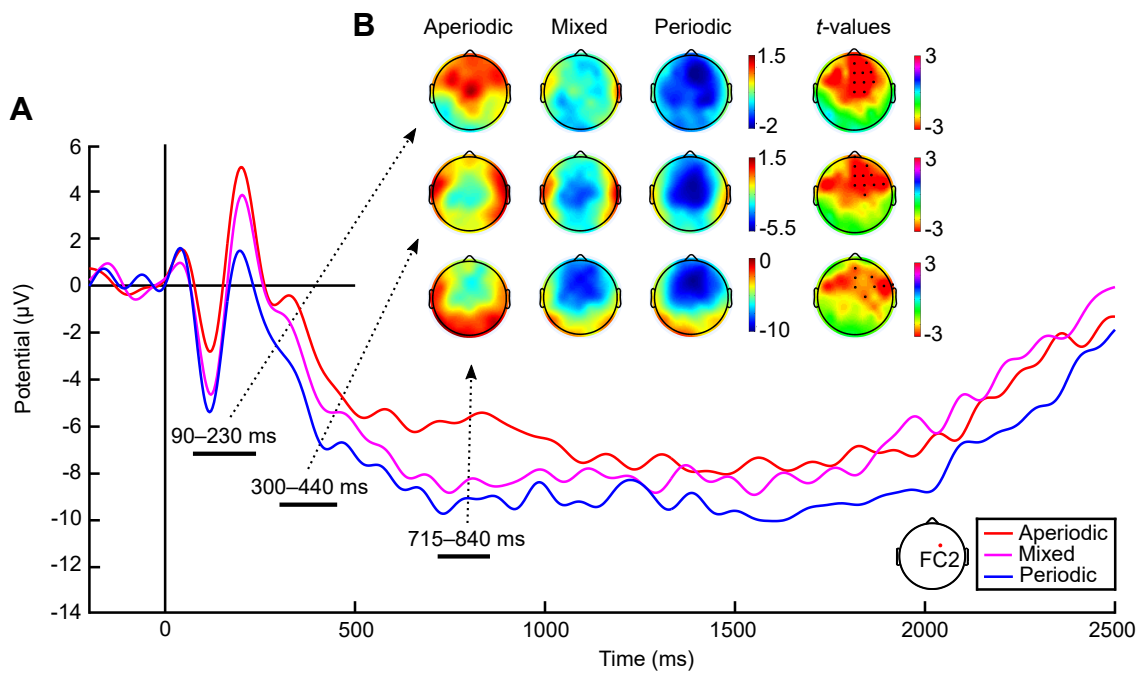 B
Aperiodic Mixed Periodic t-values
1.5
-2
3
-3
1.5
-5.5
3
-3
0
-10
3
-3
A
6
4
2
0
-2
-4
-6
-8
-10
-12
-14
Potential (μV)
90–230 ms
300–440 ms
715–840 ms
FC2
Aperiodic
Mixed
Periodic
0 500 1000 1500 2000 2500
Time (ms)